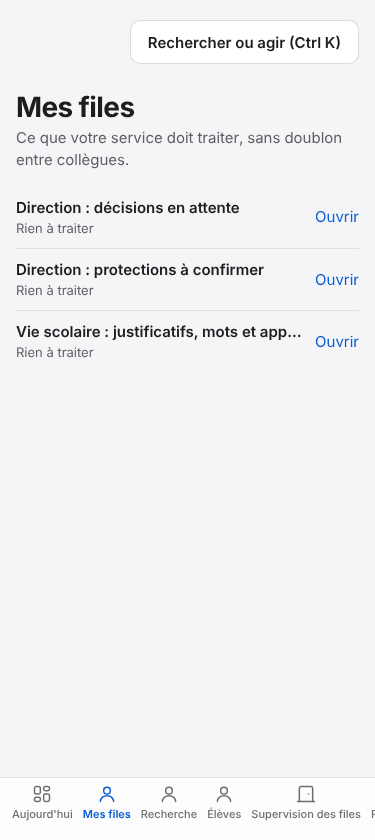 Rechercher ou agir (Ctrl K)
Mes files
Ce que votre service doit traiter, sans doublon
entre collègues.
Direction : décisions en attente
Rien à traiter
Ouvrir
Direction : protections à confirmer
Rien à traiter
Ouvrir
Vie scolaire : justificatifs, mots et app...
Rien à traiter
Ouvrir
Aujourd'hui
Mes files
Recherche
Élèves
Supervision des files